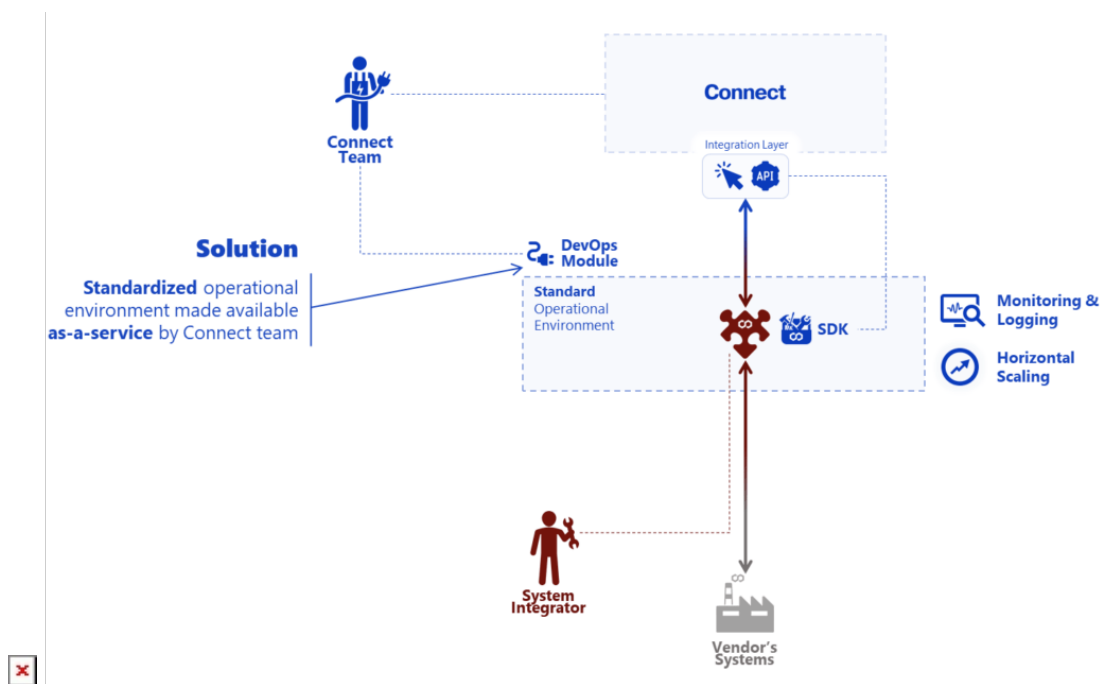 Connect
Connect
Team
Integration Layer
API
Solution
Standardized operational
environment made available
as-a-service by Connect team
DevOps
Module
Standard
Operational
Environment
SDK
Monitoring &
Logging
Horizontal
Scaling
System
Integrator
Vendor's
Systems